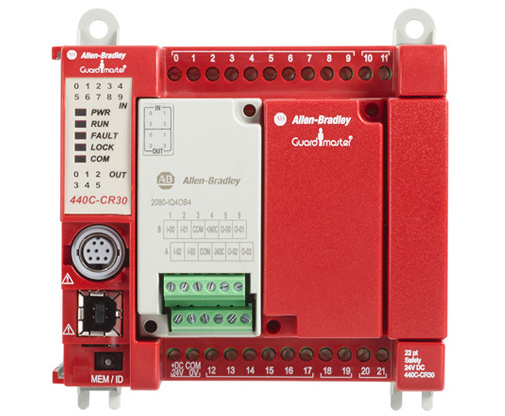 Allen-Bradley
Guardmaster
0 1 2 3 4
5 6 7 8 9
IN
PWR
RUN
FAULT
LOCK
COM
0 1 2 OUT
3 4 5
440C-CR30
MEM / ID
0 1 2 3 4 5 6 7 8 9 10 11
IN
OUT
AB Allen-Bradley
2080-IQ4OB4
1 2 3 4 5 6
B I-00 I-01 COM +24DC O-00 O-01
A I-02 I-03 COM -24DC O-02 O-03
AB Allen-Bradley
Guardmaster
+DC COM
24V 0V 12 13 14 15 16 17 18 19 20 21
22 pt
Safety
24V DC
440C-CR30